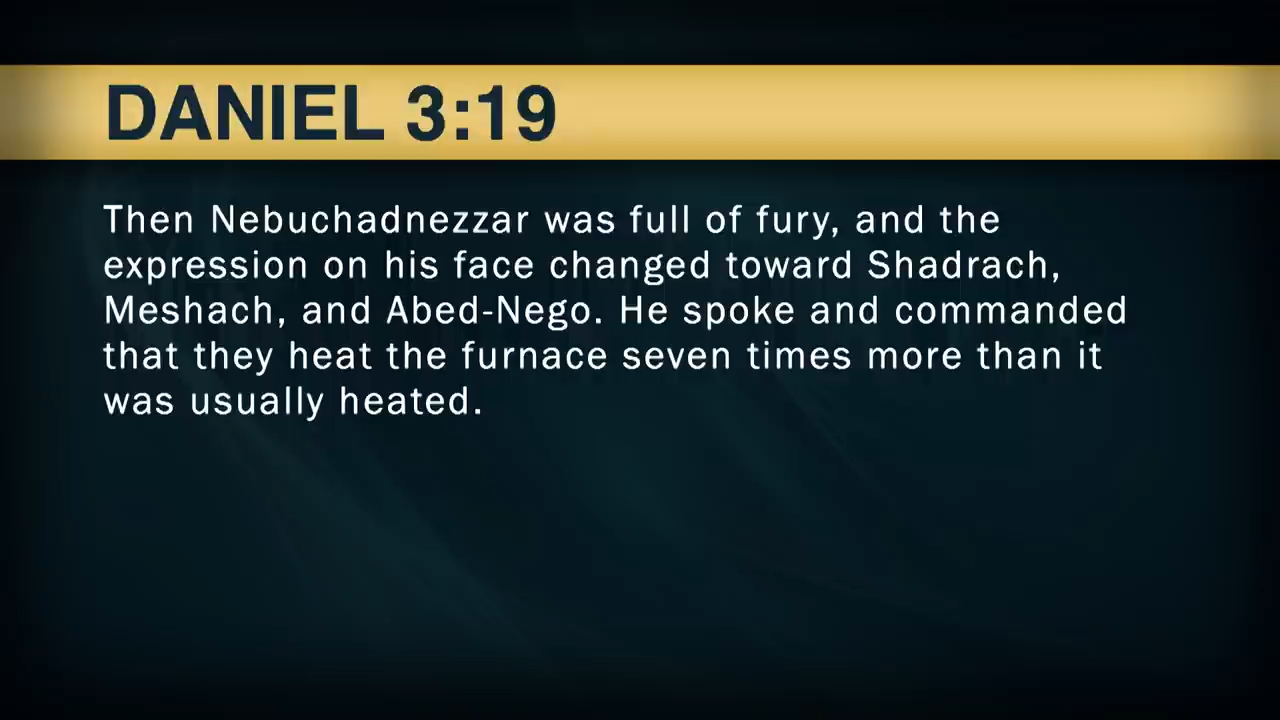 DANIEL 3:19
Then Nebuchadnezzar was full of fury, and the
expression on his face changed toward Shadrach,
Meshach, and Abed-Nego. He spoke and commanded
that they heat the furnace seven times more than it
was usually heated.